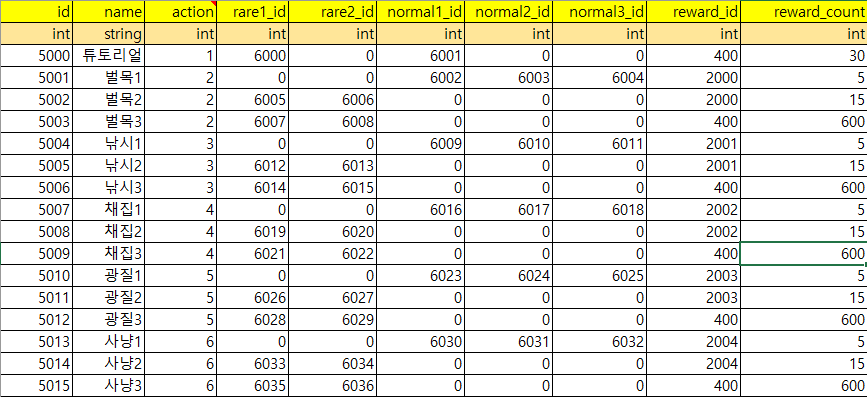 id name action rare1_id rare2_id normal1_id normal2_id normal3_id reward_id reward_count
int string int int int int int int int int
5000 튜토리얼 1 6000 0 6001 0 0 400 30
5001 벌목1 2 0 0 6002 6003 6004 2000 5
5002 벌목2 2 6005 6006 0 0 0 2000 15
5003 벌목3 2 6007 6008 0 0 0 400 600
5004 낚시1 3 0 0 6009 6010 6011 2001 5
5005 낚시2 3 6012 6013 0 0 0 2001 15
5006 낚시3 3 6014 6015 0 0 0 400 600
5007 채집1 4 0 0 6016 6017 6018 2002 5
5008 채집2 4 6019 6020 0 0 0 2002 15
5009 채집3 4 6021 6022 0 0 0 400 600
5010 광질1 5 0 0 6023 6024 6025 2003 5
5011 광질2 5 6026 6027 0 0 0 2003 15
5012 광질3 5 6028 6029 0 0 0 400 600
5013 사냥1 6 0 0 6030 6031 6032 2004 5
5014 사냥2 6 6033 6034 0 0 0 2004 15
5015 사냥3 6 6035 6036 0 0 0 400 600